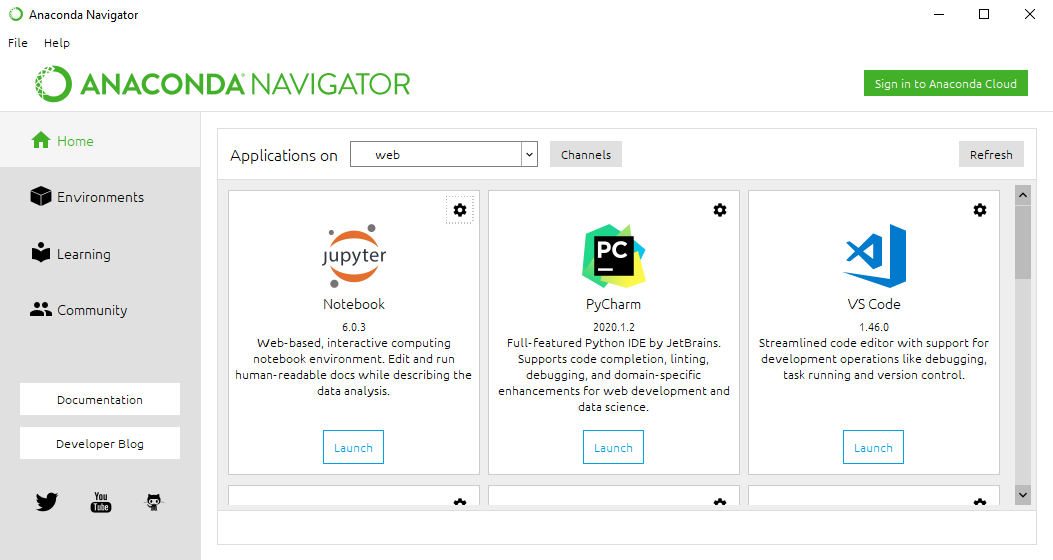 Anaconda Navigator
File Help
ANACONDA NAVIGATOR
Sign in to Anaconda Cloud
Home
Environments
Learning
Community
Documentation
Developer Blog
You
Tube
Applications on web Channels Refresh
jupyter
Notebook
6.0.3
Web-based, interactive computing
notebook environment. Edit and run
human-readable docs while describing the
data analysis.
Launch
PC
PyCharm
2020.1.2
Full-featured Python IDE by JetBrains.
Supports code completion, linting,
debugging, and domain-specific
enhancements for web development and
data science.
Launch
VS Code
1.46.0
Streamlined code editor with support for
development operations like debugging,
task running and version control.
Launch